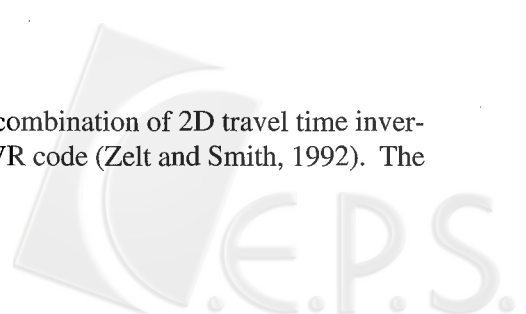 combination of 2D travel time inver-
VR code (Zelt and Smith, 1992). The
C.E.P.S.